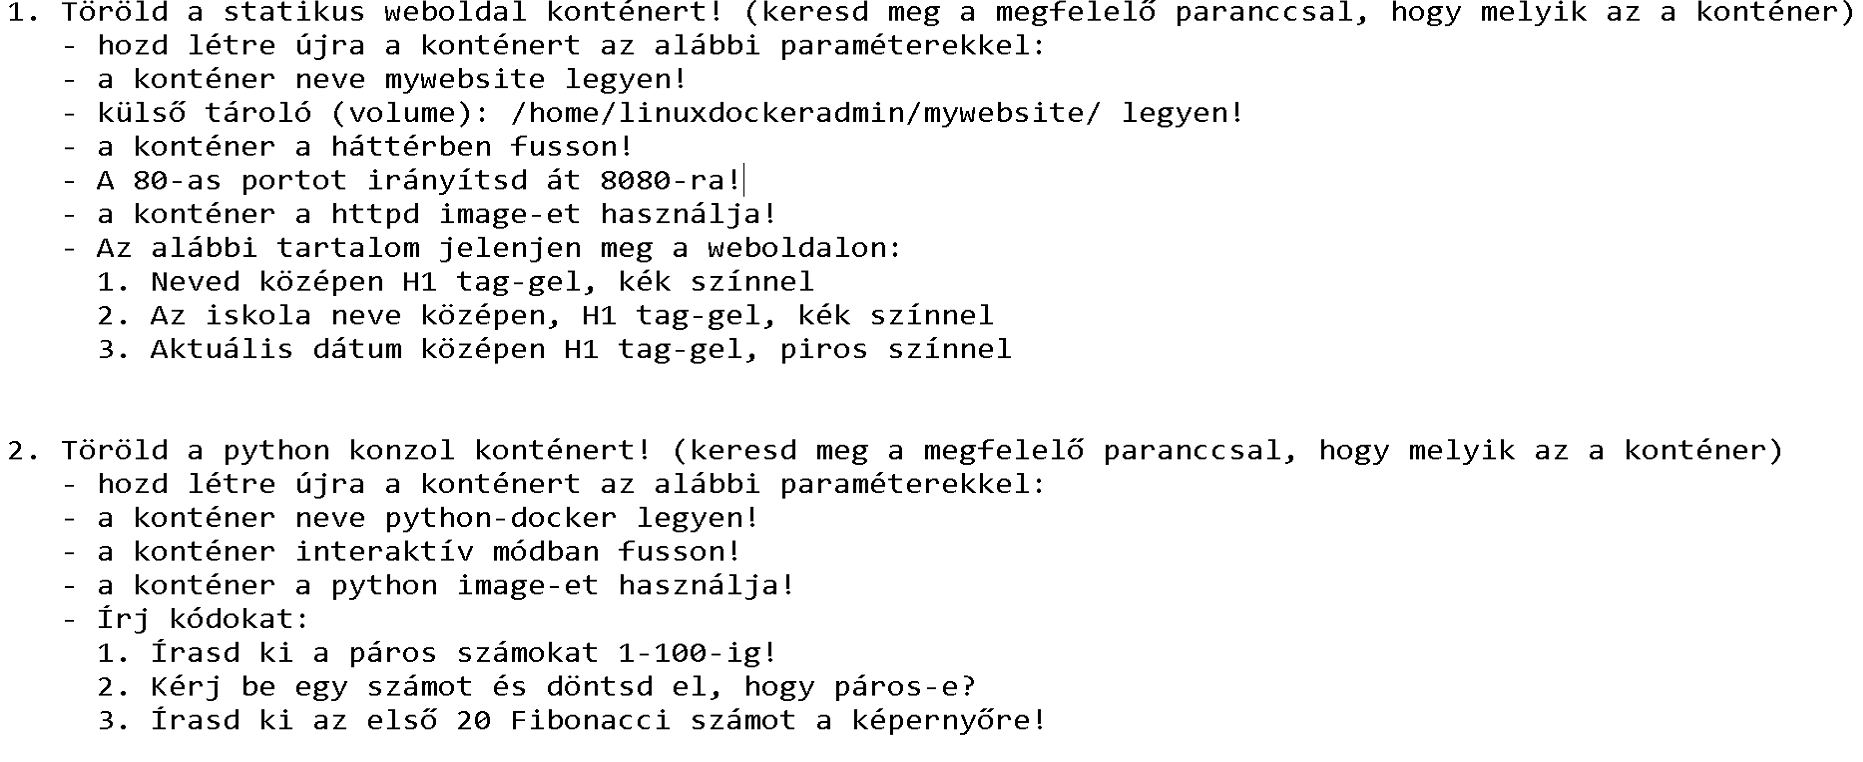 1. Töröld a statikus weboldal konténert! (keresd meg a megfelelő paranccsal, hogy melyik az a konténer)
- hozd létre újra a konténert az alábbi paraméterekkel:
- a konténer neve mywebsite legyen!
- külső tároló (volume): /home/linuxdockeradmin/mywebsite/ legyen!
- a konténer a háttérben fusson!
- A 80-as portot irányítsd át 8080-ra!
- a konténer a httpd image-et használja!
- Az alábbi tartalom jelenjen meg a weboldalon:
1. Neved középen H1 tag-gel, kék színnel
2. Az iskola neve középen, H1 tag-gel, kék színnel
3. Aktuális dátum középen H1 tag-gel, piros színnel
2. Töröld a python konzol konténert! (keresd meg a megfelelő paranccsal, hogy melyik az a konténer)
- hozd létre újra a konténert az alábbi paraméterekkel:
- a konténer neve python-docker legyen!
- a konténer interaktív módban fusson!
- a konténer a python image-et használja!
- Írj kódokat:
1. Írasd ki a páros számokat 1-100-ig!
2. Kérj be egy számot és döntsd el, hogy páros-e?
3. Írasd ki az első 20 Fibonacci számot a képernyőre!